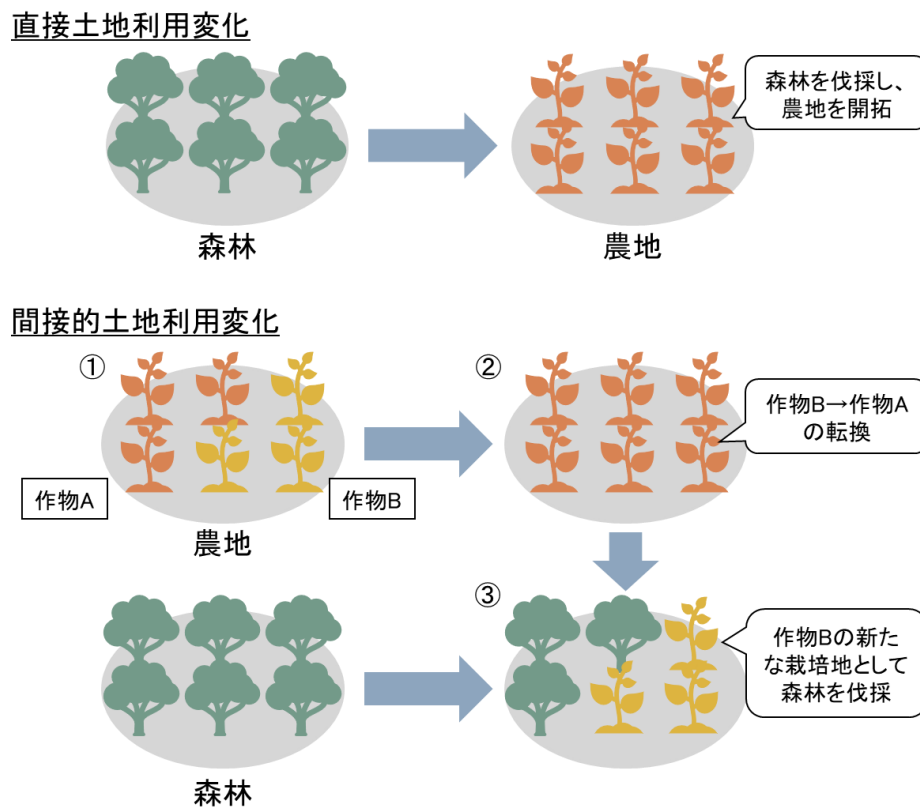 直接土地利用変化
森林を伐採し、
農地を開拓
森林
農地
間接的土地利用変化
①
②
作物B→作物A
の転換
作物A
作物B
農地
③
作物Bの新た
な栽培地として
森林を伐採
森林